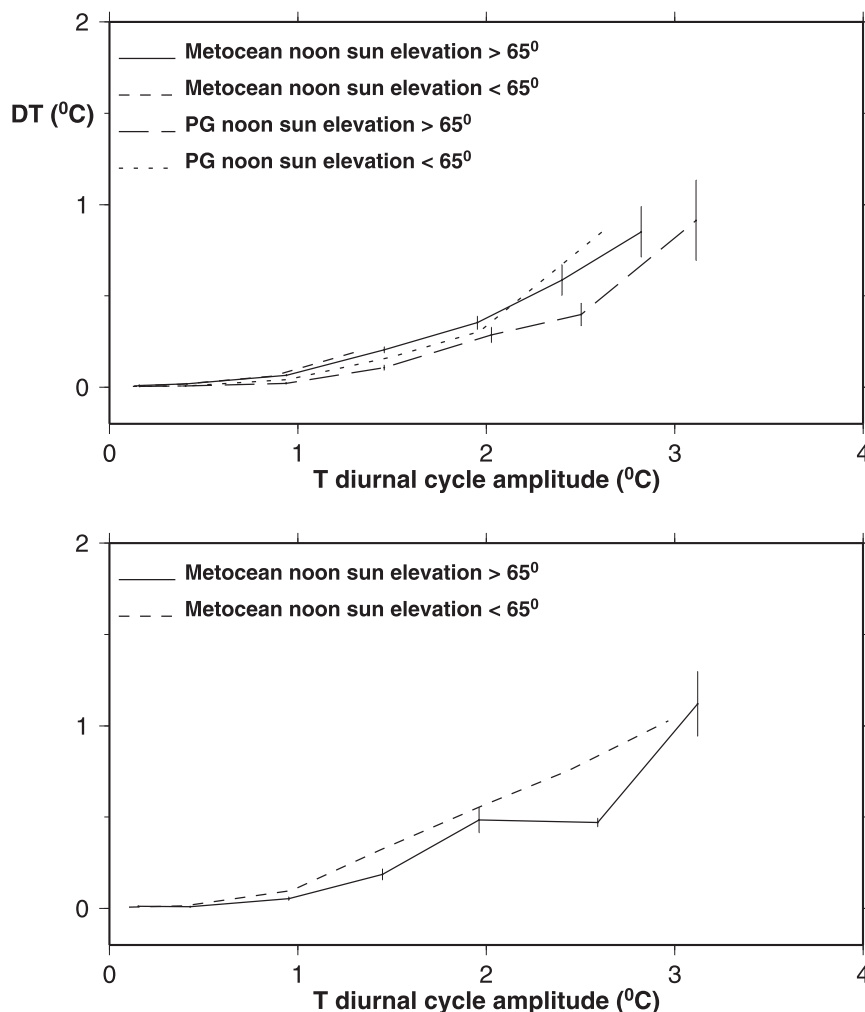 2
Metocean noon sun elevation > 65⁰
Metocean noon sun elevation < 65⁰
DT (⁰C)
PG noon sun elevation > 65⁰
PG noon sun elevation < 65⁰
1
0
0 1 2 3 4
T diurnal cycle amplitude (⁰C)
2
Metocean noon sun elevation > 65⁰
Metocean noon sun elevation < 65⁰
1
0
0 1 2 3 4
T diurnal cycle amplitude (⁰C)